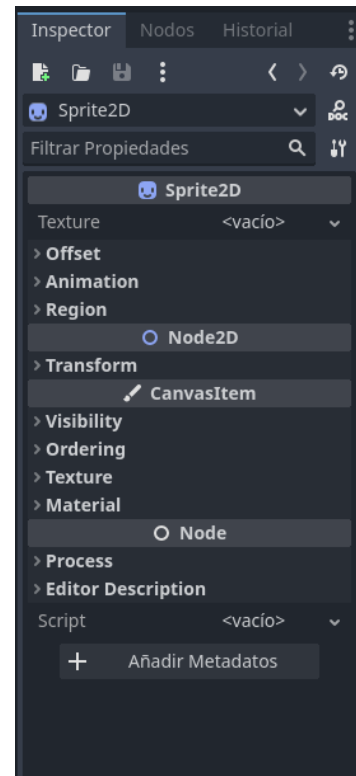 Inspector Nodos Historial
Sprite2D
DOC
Filtrar Propiedades
Sprite2D
Texture <vacío>
Offset
Animation
Region
Node2D
Transform
CanvasItem
Visibility
Ordering
Texture
Material
Node
Process
Editor Description
Script <vacío>
Añadir Metadatos